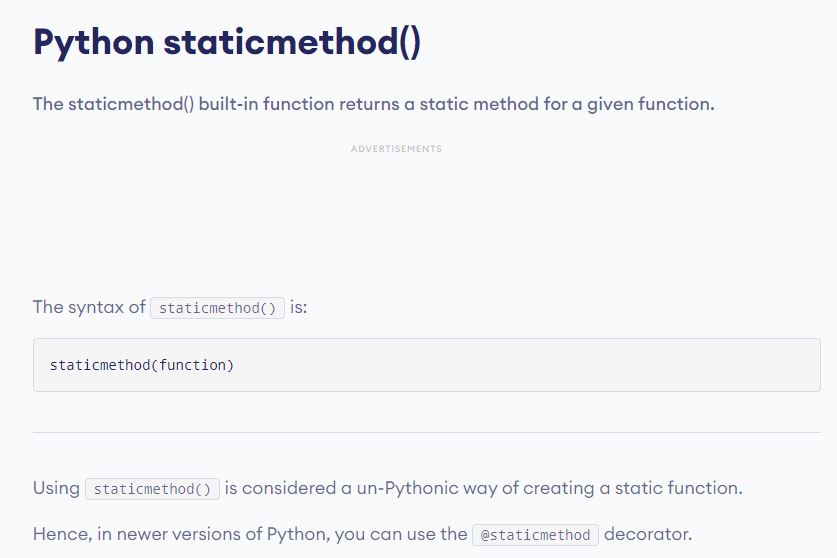 Python staticmethod()
The staticmethod() built-in function returns a static method for a given function.
ADVERTISEMENTS
The syntax of staticmethod() is:
staticmethod(function)
Using staticmethod() is considered a un-Pythonic way of creating a static function.
Hence, in newer versions of Python, you can use the @staticmethod decorator.